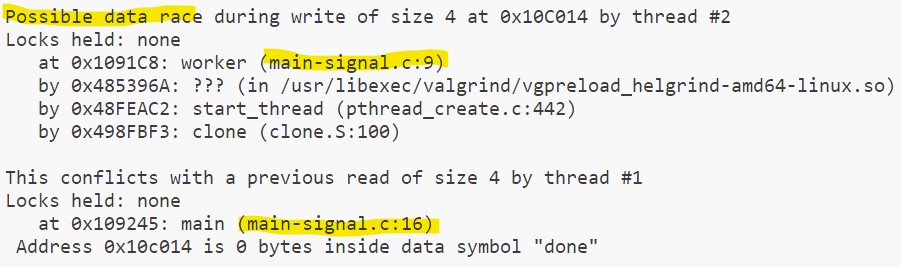 Possible data race during write of size 4 at 0x10C014 by thread #2
Locks held: none
   at 0x1091C8: worker (main-signal.c:9)
   by 0x485396A: ??? (in /usr/libexec/valgrind/vgpreload_helgrind-amd64-linux.so)
   by 0x48FEAC2: start_thread (pthread_create.c:442)
   by 0x498FBF3: clone (clone.S:100)
This conflicts with a previous read of size 4 by thread #1
Locks held: none
   at 0x109245: main (main-signal.c:16)
 Address 0x10c014 is 0 bytes inside data symbol "done"